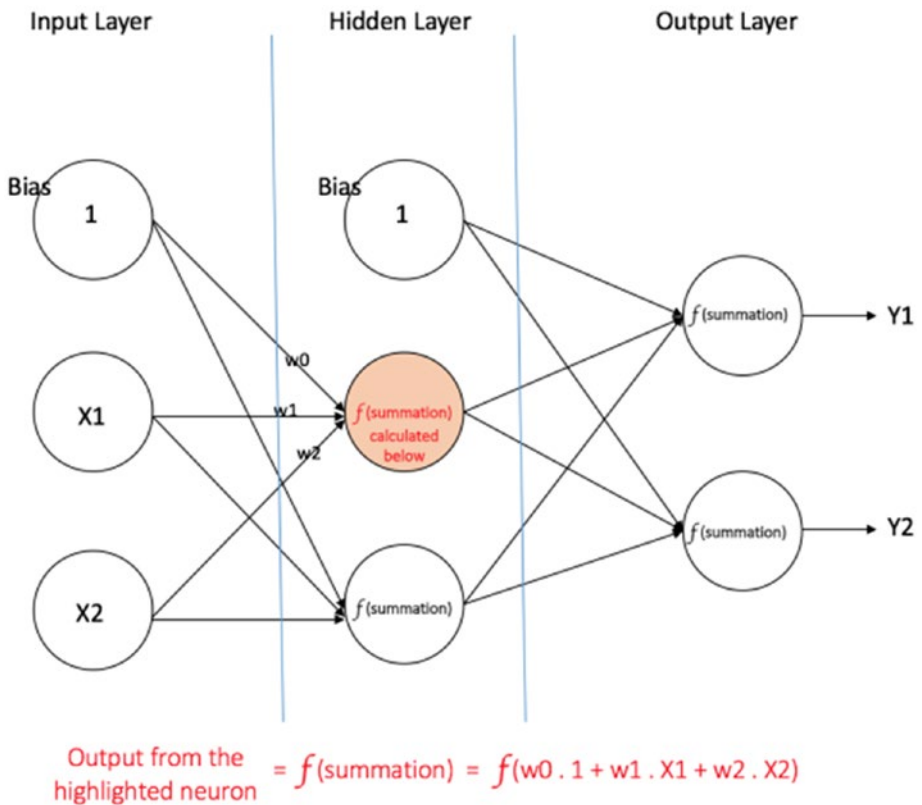 Input Layer
Hidden Layer
Output Layer
Bias
1
Bias
1
f(summation)
Y1
w0
X1
w1
f(summation)
calculated
below
w2
f(summation)
Y2
X2
f(summation)
Output from the
highlighted neuron
= f(summation) = f(w0 . 1 + w1 . X1 + w2 . X2)